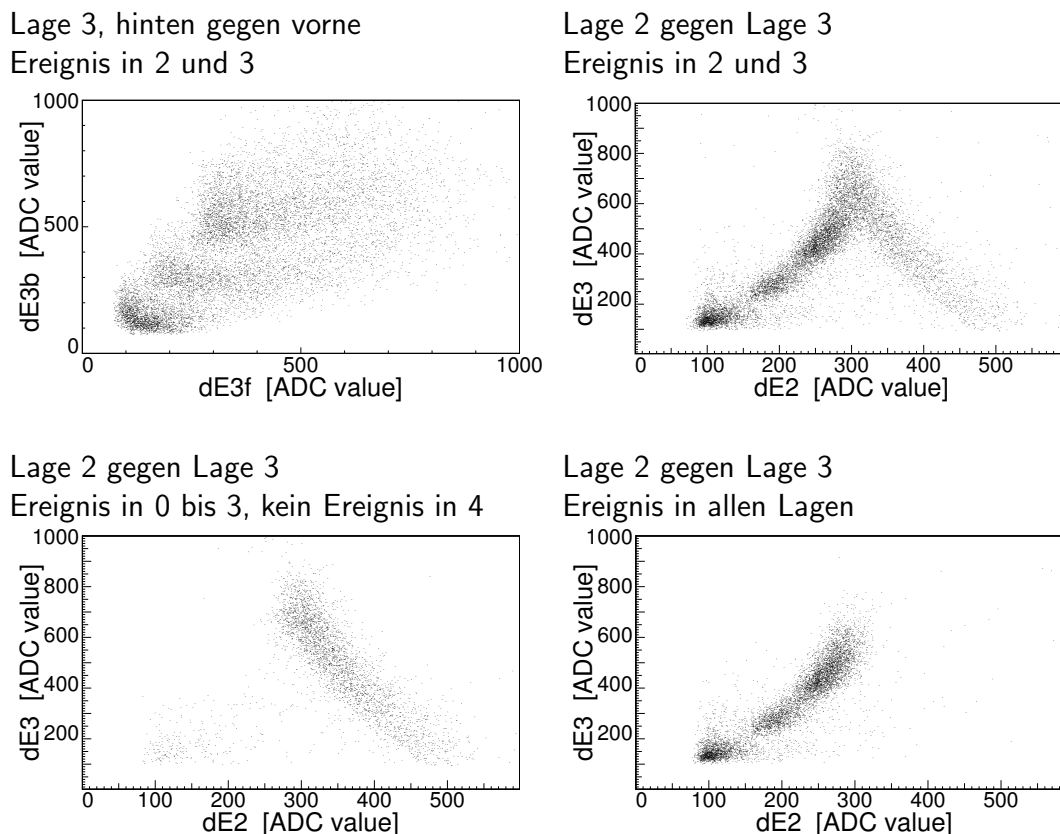 Lage 3, hinten gegen vorne
Ereignis in 2 und 3
1000
500
0
dE3b [ADC value]
0 500 1000
dE3f [ADC value]
Lage 2 gegen Lage 3
Ereignis in 2 und 3
1000
800
600
400
200
dE3 [ADC value]
0 100 200 300 400 500
dE2 [ADC value]
Lage 2 gegen Lage 3
Ereignis in 0 bis 3, kein Ereignis in 4
1000
800
600
400
200
dE3 [ADC value]
0 100 200 300 400 500
dE2 [ADC value]
Lage 2 gegen Lage 3
Ereignis in allen Lagen
1000
800
600
400
200
dE3 [ADC value]
0 100 200 300 400 500
dE2 [ADC value]